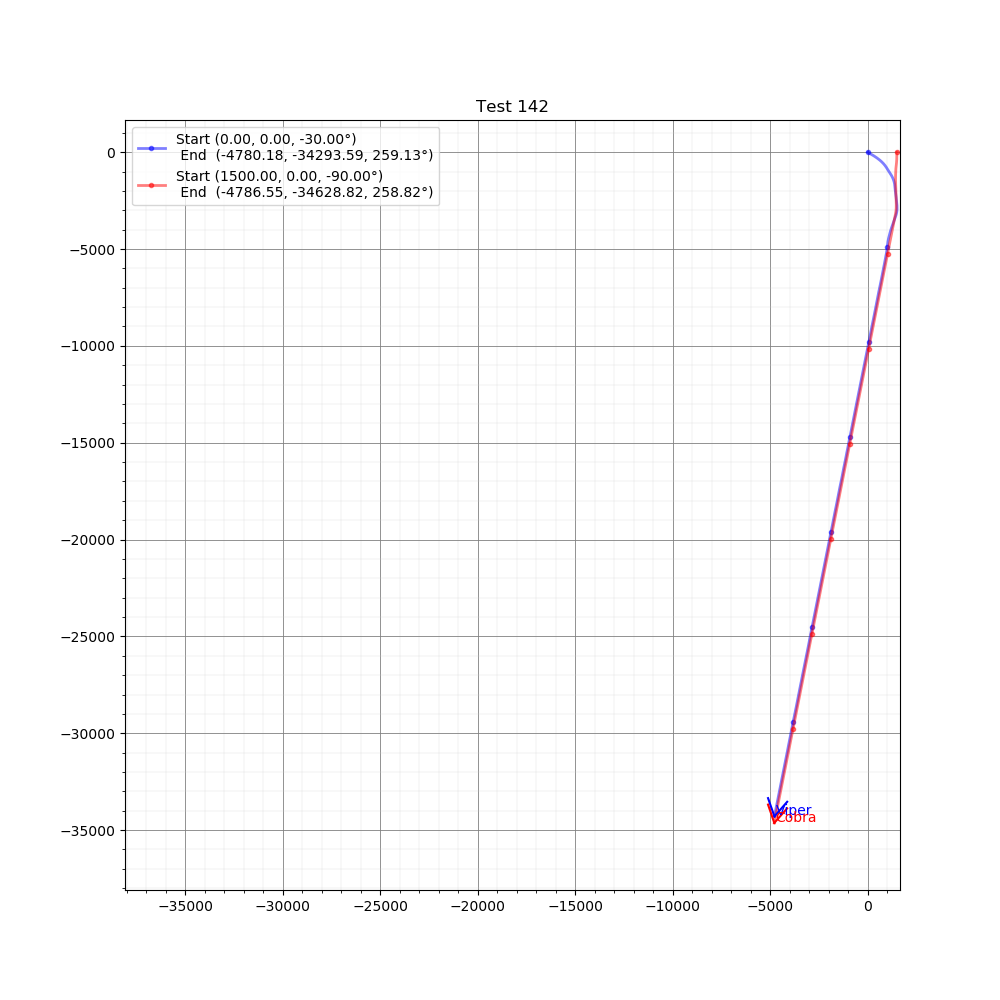 Test 142
Start (0.00, 0.00, -30.00°)
End (-4780.18, -34293.59, 259.13°)
Start (1500.00, 0.00, -90.00°)
End (-4786.55, -34628.82, 258.82°)
0
−5000
−10000
−15000
−20000
−25000
−30000
−35000
Viper
Cobra
−35000 −30000 −25000 −20000 −15000 −10000 −5000 0